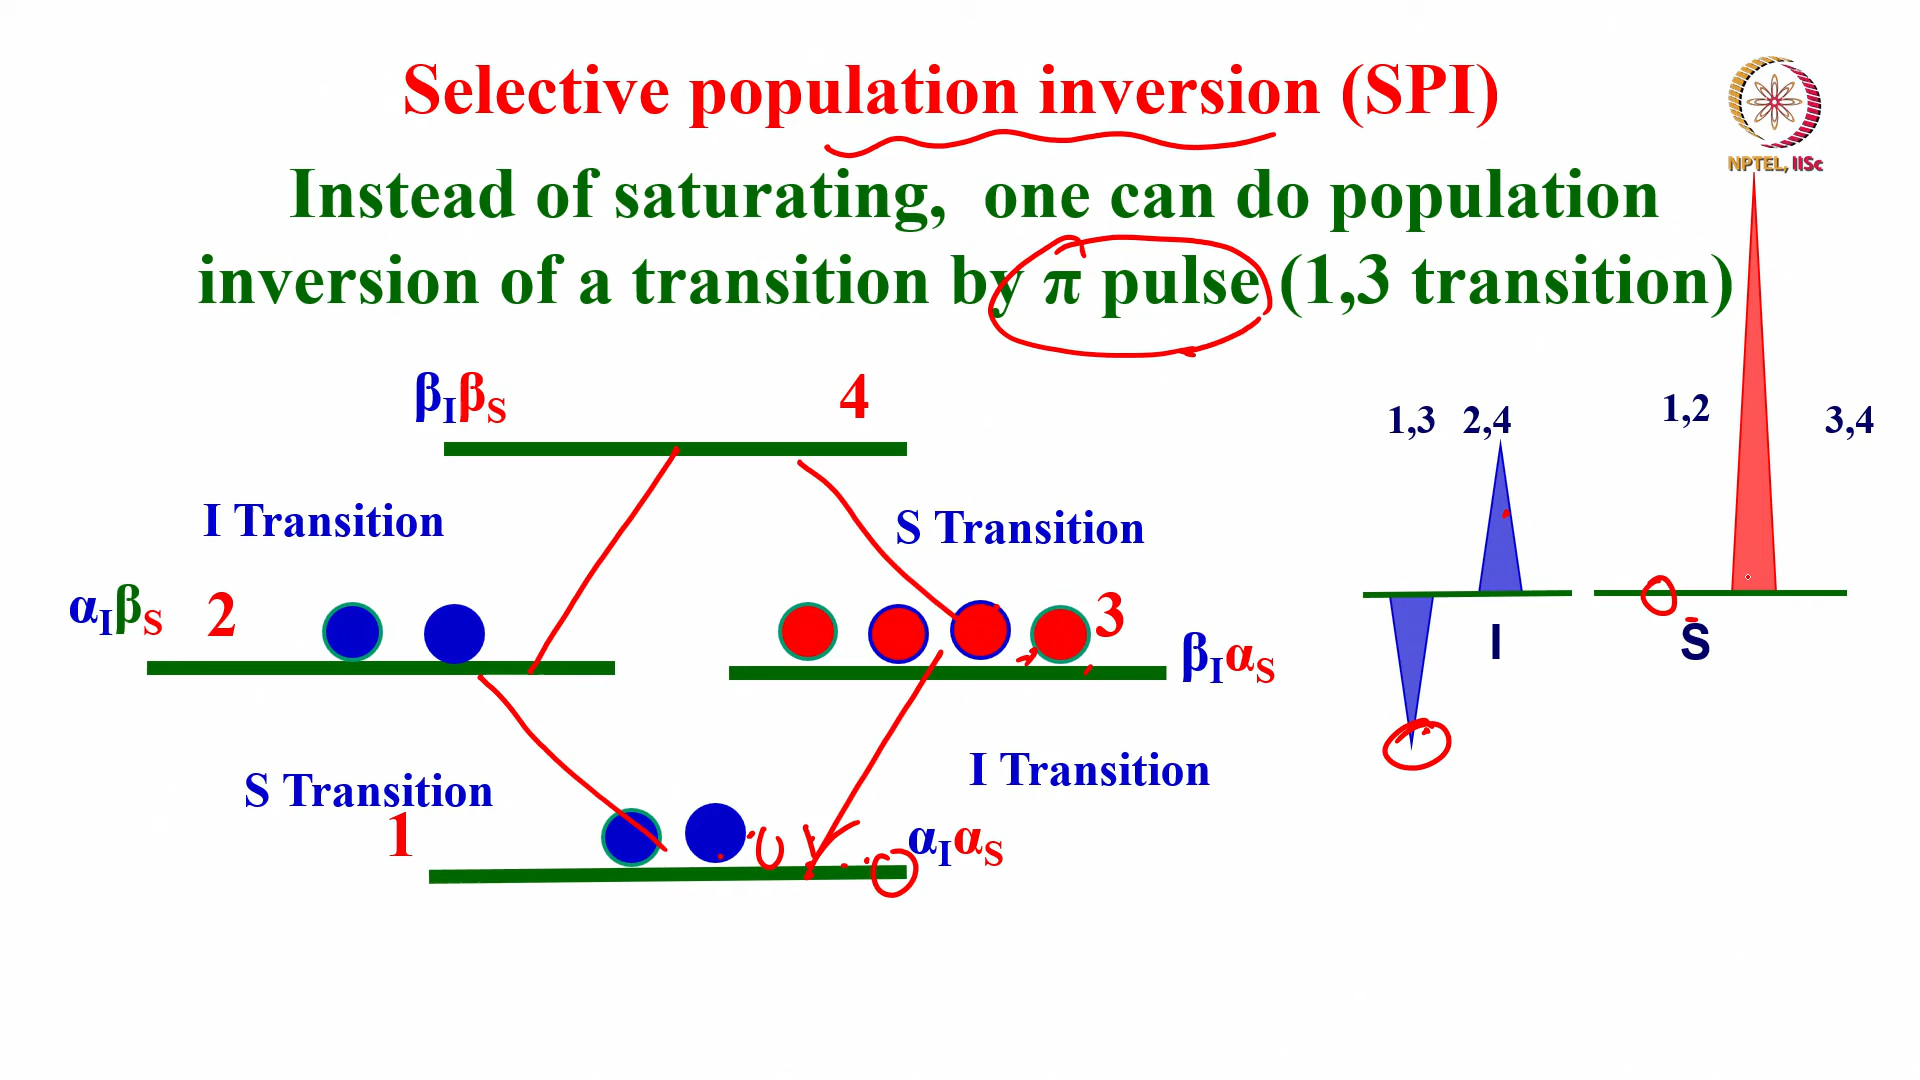 Selective population inversion (SPI)
NPTEL, IISc
Instead of saturating, one can do population
inversion of a transition by π pulse (1,3 transition)
βIβS 4
1,3 2,4 1,2 3,4
I Transition S Transition
αIβS 2 3
βIαS
I S
S Transition I Transition
1 αIαS